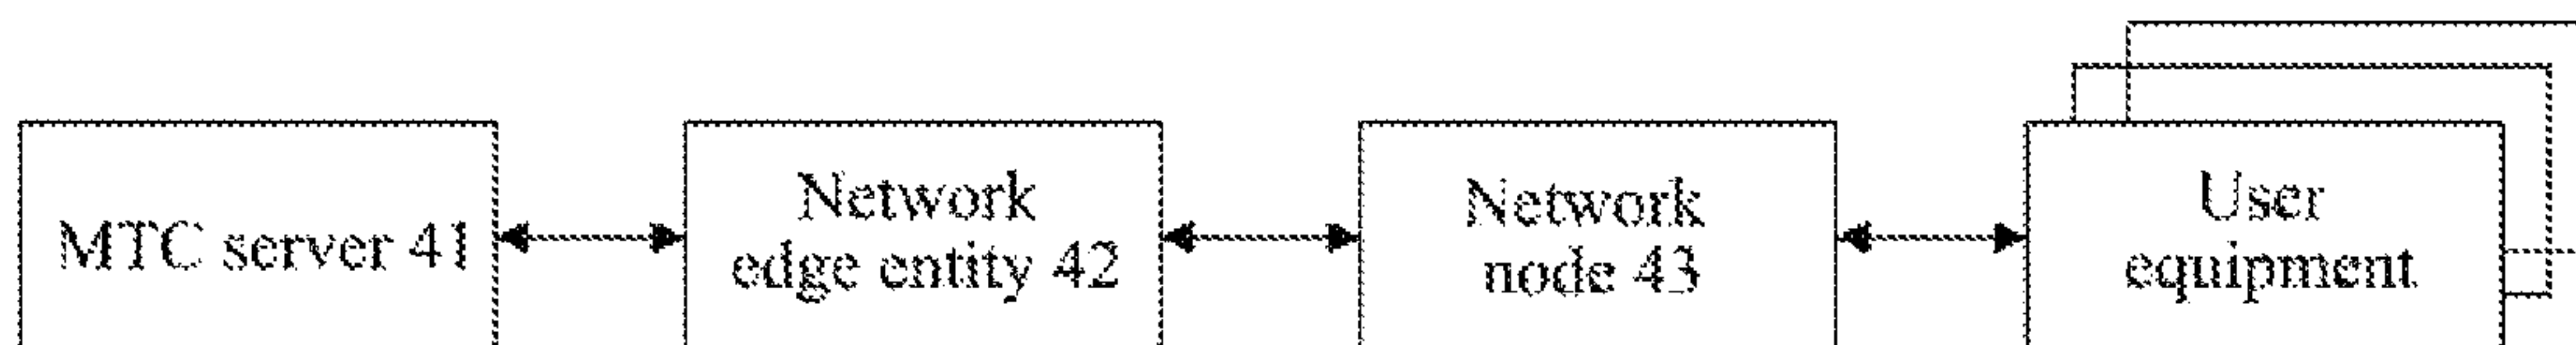 MTC server 41
Network
edge entity 42
Network
node 43
User
equipment